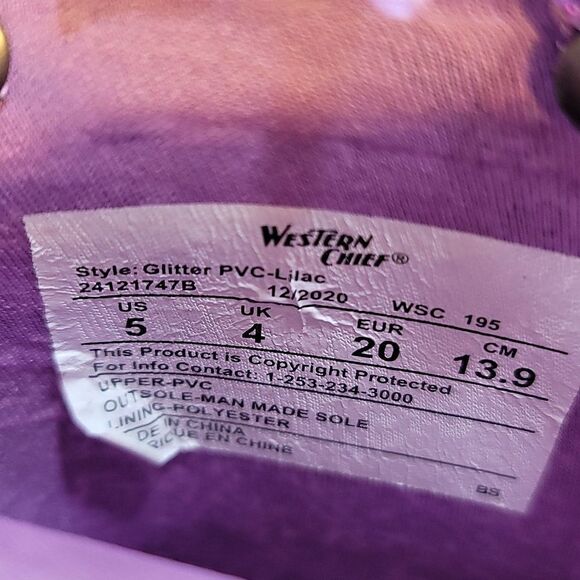 WESTERN
CHIEF®
Style: Glitter PVC-Lilac
24121747B 12/2020 WSC 195
US UK EUR CM
5 4 20 13.9
This Product is Copyright Protected
For Info Contact: 1-253-234-3000
UPPER-PVC
OUTSOLE-MAN MADE SOLE
LINING-POLYESTER
DE IN CHINA
RIQUE EN CHINE
BS